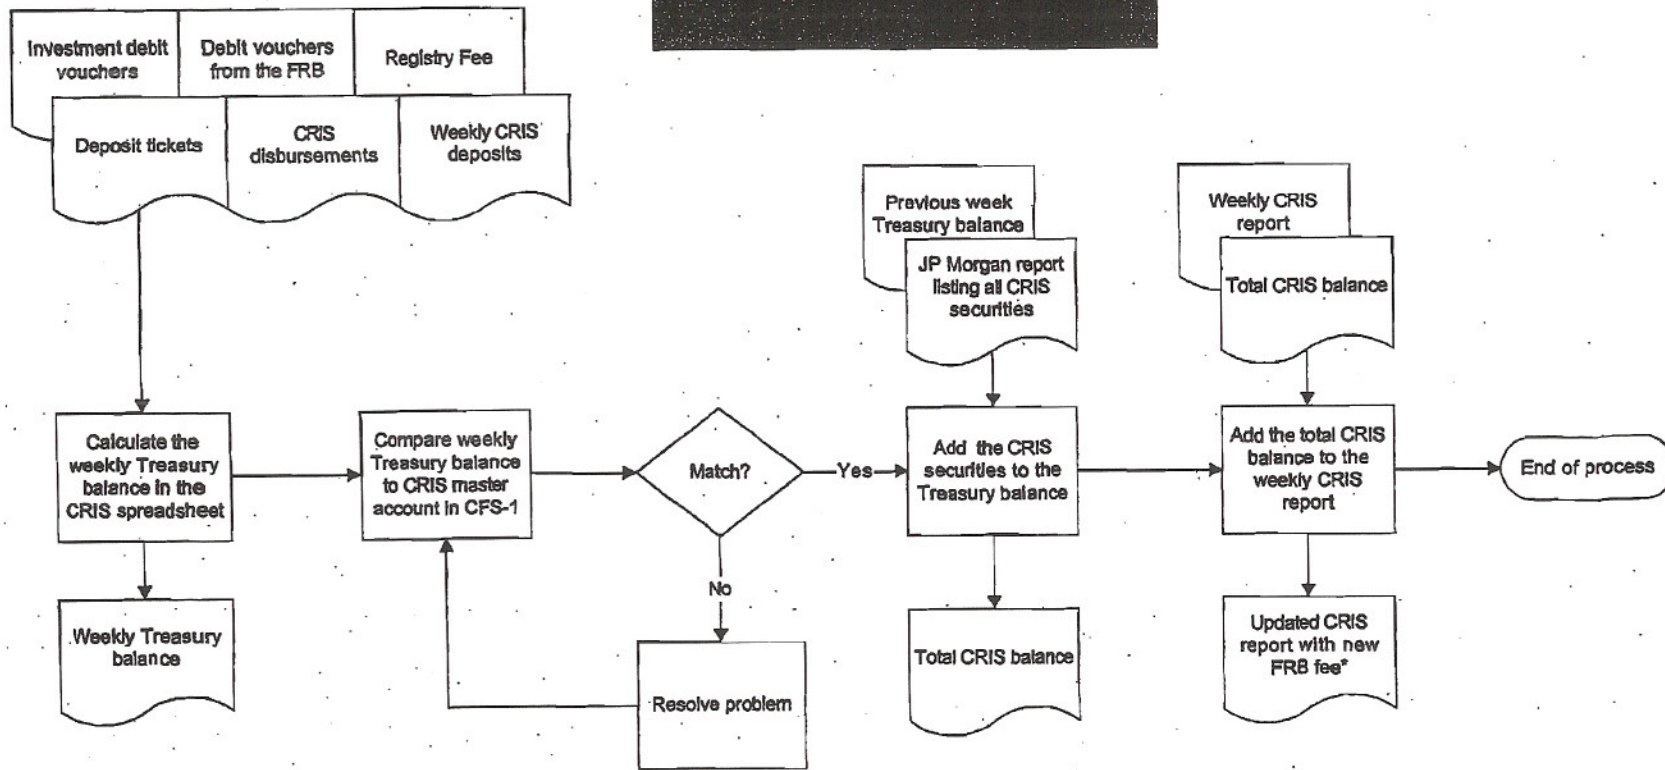 Investment debit
vouchers
Debit vouchers
from the FRB
Registry Fee
Deposit tickets
CRIS
disbursements
Weekly CRIS
deposits
Previous week
Treasury balance
JP Morgan report
listing all CRIS
securities
Weekly CRIS
report
Total CRIS balance
Calculate the
weekly Treasury
balance in the
CRIS spreadsheet
Compare weekly
Treasury balance
to CRIS master
account in CFS-1
Match?
Yes
Add the CRIS
securities to the
Treasury balance
Add the total CRIS
balance to the
weekly CRIS
report
End of process
No
Weekly Treasury
balance
Resolve problem
Total CRIS balance
Updated CRIS
report with new
FRB fee*